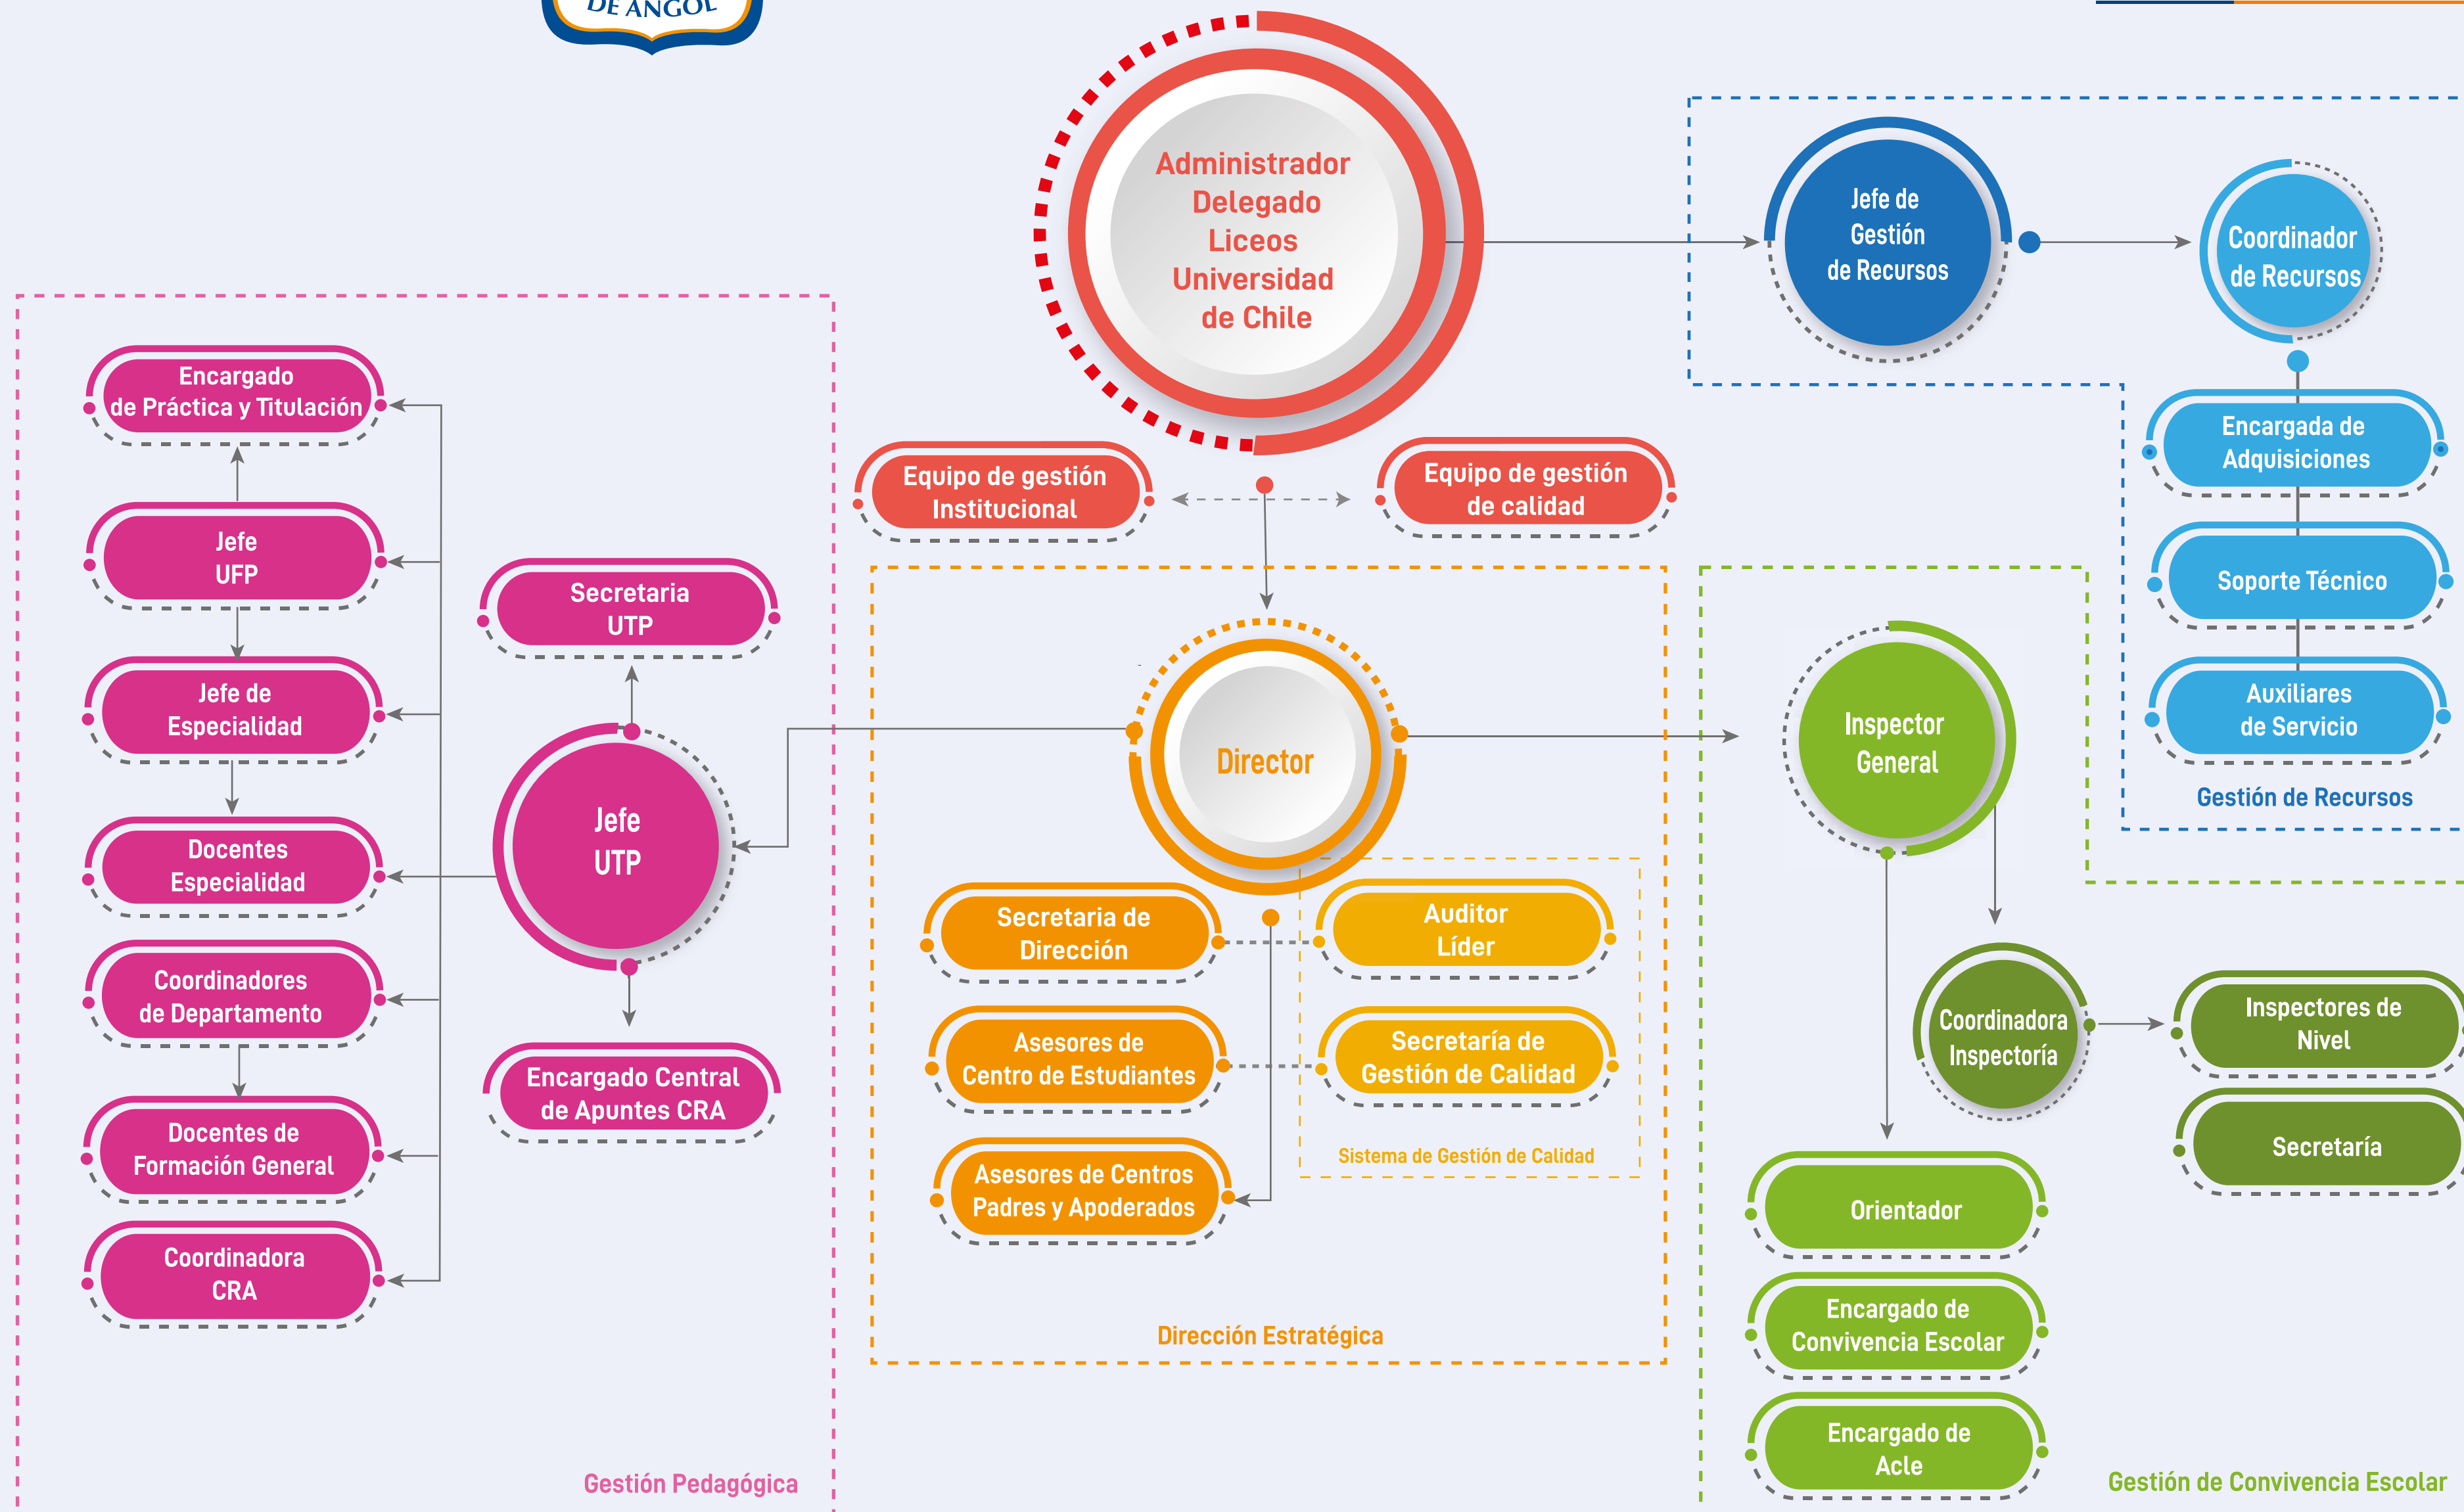 DE ANGOL
Administrador
Delegado
Liceos
Universidad
de Chile
Jefe de
Gestión
de Recursos
Coordinador
de Recursos
Encargada de
Adquisiciones
Soporte Técnico
Auxiliares
de Servicio
Gestión de Recursos
Equipo de gestión
Institucional
Equipo de gestión
de calidad
Encargado
de Práctica y Titulación
Jefe
UFP
Jefe de
Especialidad
Docentes
Especialidad
Coordinadores
de Departamento
Docentes de
Formación General
Coordinadora
CRA
Secretaria
UTP
Jefe
UTP
Encargado Central
de Apuntes CRA
Gestión Pedagógica
Director
Secretaria de
Dirección
Asesores de
Centro de Estudiantes
Asesores de Centros
Padres y Apoderados
Auditor
Líder
Secretaría de
Gestión de Calidad
Sistema de Gestión de Calidad
Dirección Estratégica
Inspector
General
Coordinadora
Inspectoría
Inspectores de
Nivel
Secretaría
Orientador
Encargado de
Convivencia Escolar
Encargado de
Acle
Gestión de Convivencia Escolar